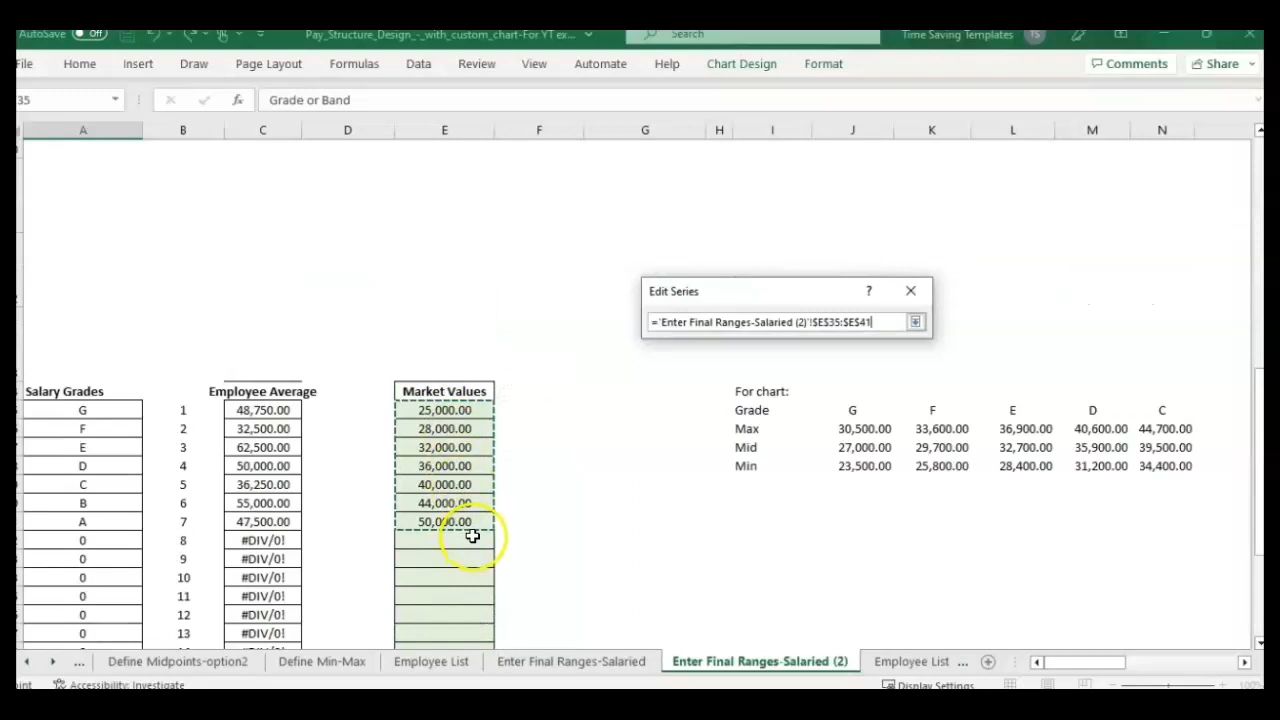 AutoSave Off Pay_Structure_Design_-_with_custom_chart-For YT ex... Search Time Saving Templates TS
File Home Insert Draw Page Layout Formulas Data Review View Automate Help Chart Design Format Comments Share
35 fx Grade or Band
A B C D E F G H I J K L M N
Edit Series ? 
='Enter Final Ranges-Salaried (2)'!$E$35:$E$41
Salary Grades Employee Average Market Values For chart:
G 1 48,750.00 25,000.00 Grade G F E D C
F 2 32,500.00 28,000.00 Max 30,500.00 33,600.00 36,900.00 40,600.00 44,700.00
E 3 62,500.00 32,000.00 Mid 27,000.00 29,700.00 32,700.00 35,900.00 39,500.00
D 4 50,000.00 36,000.00 Min 23,500.00 25,800.00 28,400.00 31,200.00 34,400.00
C 5 36,250.00 40,000.00
B 6 55,000.00 44,000.00
A 7 47,500.00 50,000.00
0 8 #DIV/0!
0 9 #DIV/0!
0 10 #DIV/0!
0 11 #DIV/0!
0 12 #DIV/0!
0 13 #DIV/0!
... Define Midpoints-option2 Define Min-Max Employee List Enter Final Ranges-Salaried Enter Final Ranges-Salaried (2) Employee List ...
Accessibility: Investigate Display Settings 100%